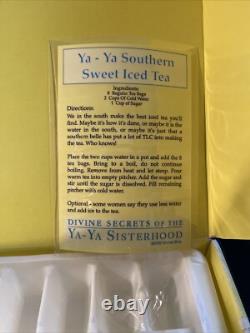 Ya - Ya Southern
Sweet Iced Tea
Ingredients:
8 Regular Tea Bags
2 Cups Of Cold Water
1 Cup of Sugar
Directions:
We in the south make the best iced tea you'll
find. Maybe it's how it's done, or maybe it is the
water in the south, or maybe it's just that a
southern belle has a lot of TLC into making
the tea. Who knows!
Place the two cups water in a pot and add the 8
tea bags. Bring to a boil, do not continue
boiling. Remove from heat and let steep. Pour
warm tea into empty pitcher. Add the sugar and
stir until the sugar is dissolved. Fill remaining
pitcher with cold water.
Optional - some women say they use less water
and add ice to the tea.
DIVINE SECRETS OF THE
YA-YA SISTERHOOD